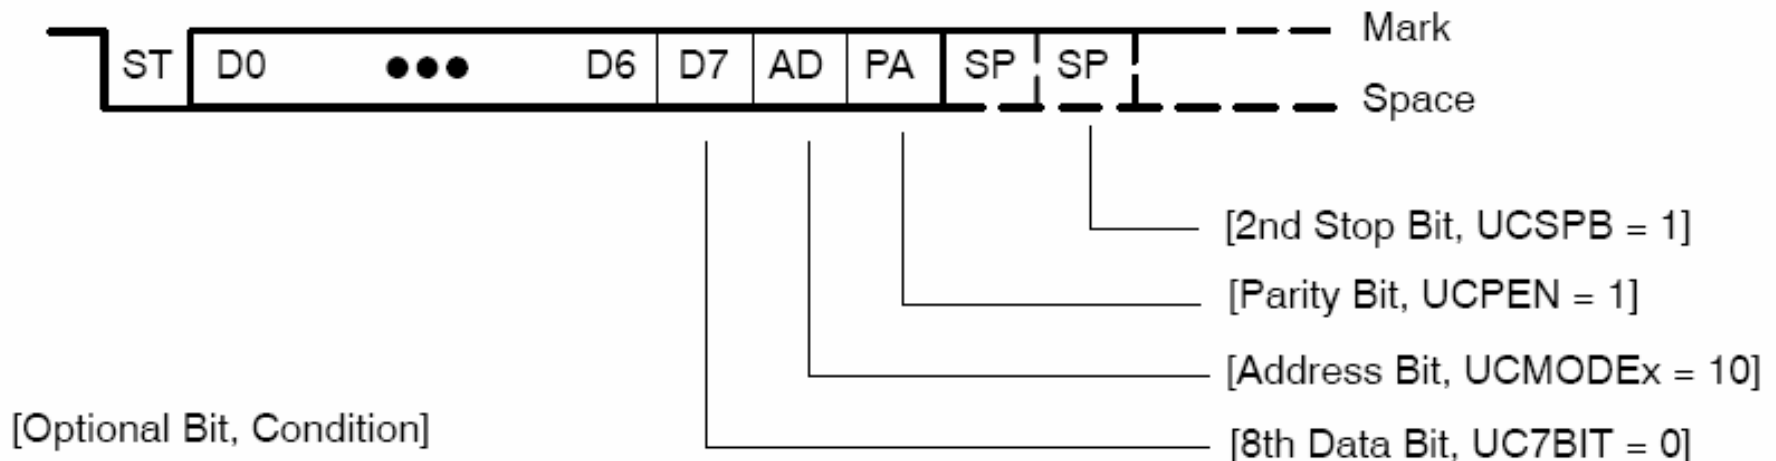 Mark
ST D0 ●●● D6 D7 AD PA SP SP
Space
[2nd Stop Bit, UCSPB = 1]
[Parity Bit, UCPEN = 1]
[Address Bit, UCMODEx = 10]
[Optional Bit, Condition]
[8th Data Bit, UC7BIT = 0]